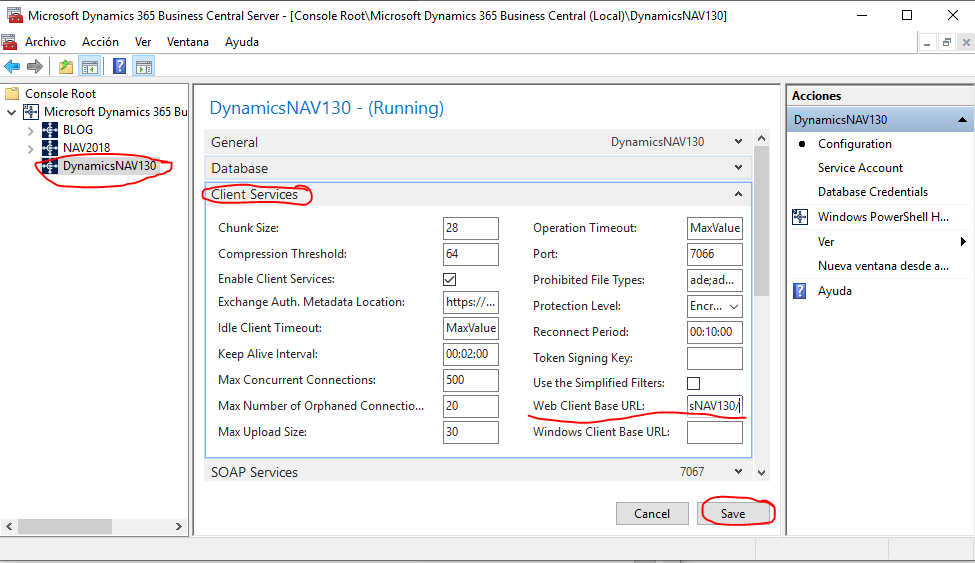 Microsoft Dynamics 365 Business Central Server - [Console Root\Microsoft Dynamics 365 Business Central (Local)\DynamicsNAV130]
Archivo Acción Ver Ventana Ayuda
Console Root
Microsoft Dynamics 365 Bu
BLOG
NAV2018
DynamicsNAV130
DynamicsNAV130 - (Running)
General DynamicsNAV130
Database
Client Services
Chunk Size: 28 Operation Timeout: MaxValue
Compression Threshold: 64 Port: 7066
Enable Client Services: Prohibited File Types: ade;ad...
Exchange Auth. Metadata Location: https://... Protection Level: Encr...
Idle Client Timeout: MaxValue Reconnect Period: 00:10:00
Keep Alive Interval: 00:02:00 Token Signing Key:
Max Concurrent Connections: 500 Use the Simplified Filters:
Max Number of Orphaned Connectio... 20 Web Client Base URL: sNAV130/
Max Upload Size: 30 Windows Client Base URL:
SOAP Services 7067
Cancel Save
Acciones
DynamicsNAV130
Configuration
Service Account
Database Credentials
Windows PowerShell H...
Ver
Nueva ventana desde a...
Ayuda